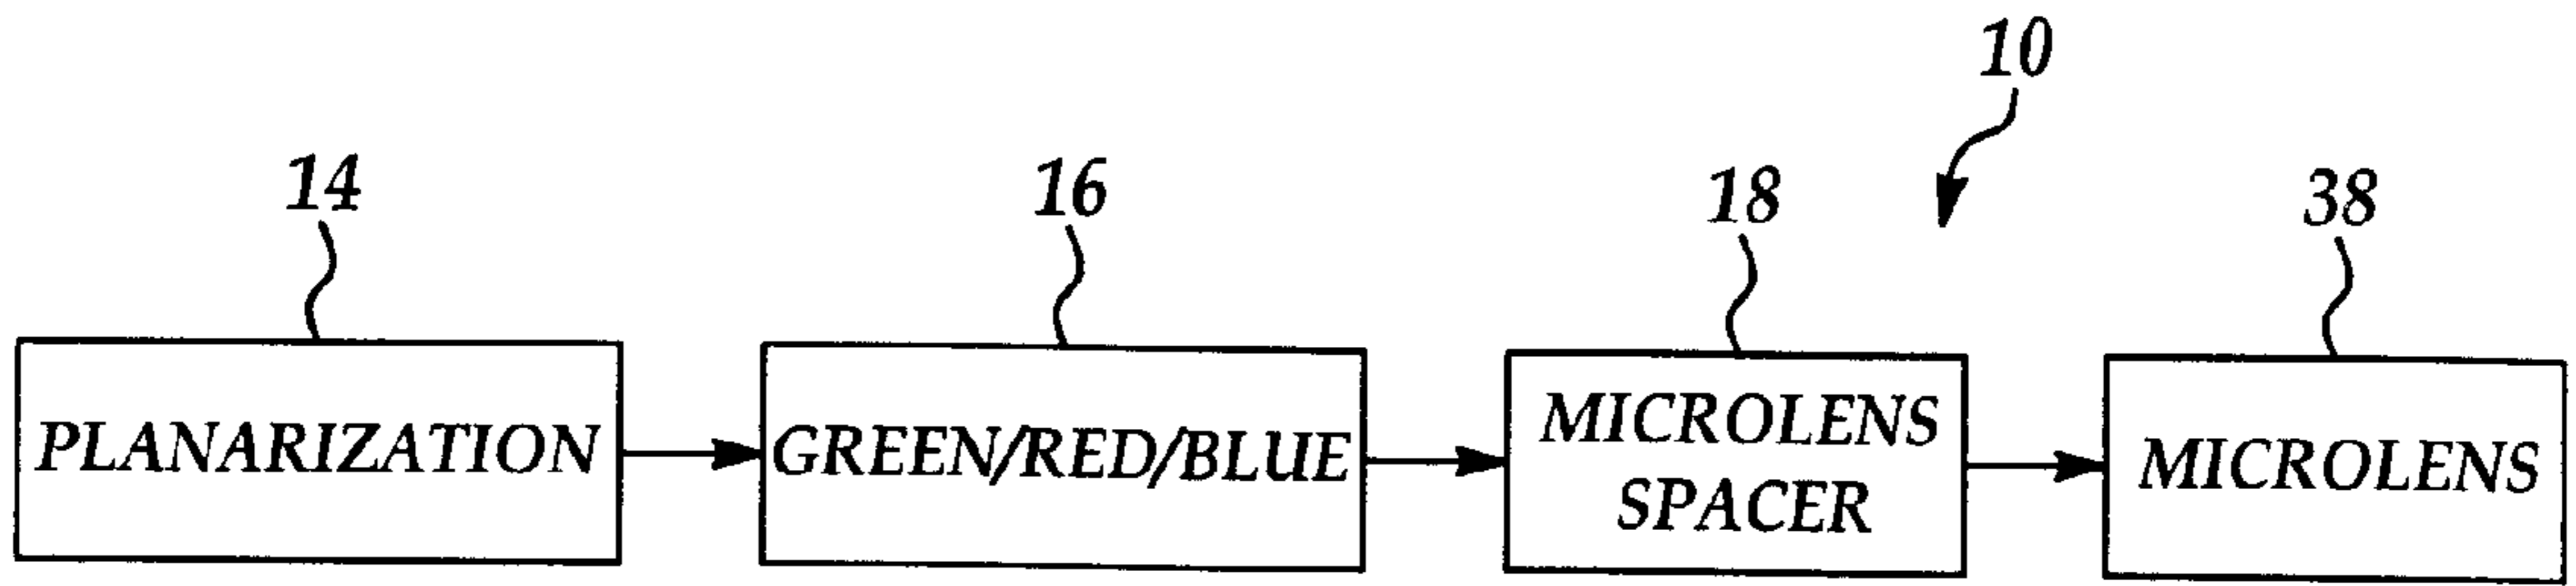 10
14
16
18
38
PLANARIZATION
GREEN/RED/BLUE
MICROLENS
SPACER
MICROLENS